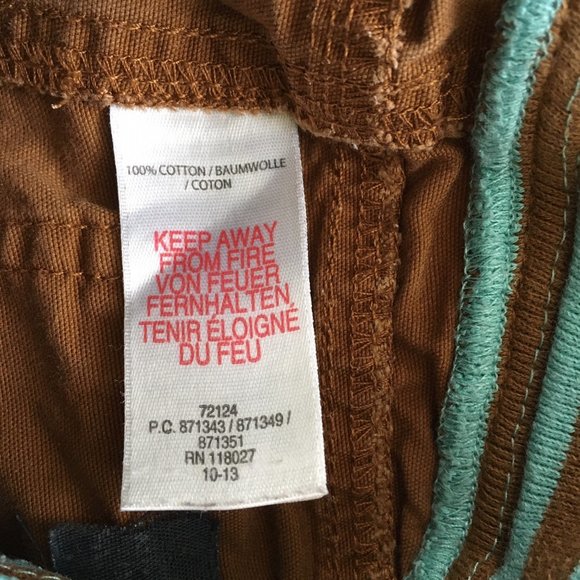 100% COTTON / BAUMWOLLE
/ COTON
KEEP AWAY
FROM FIRE
VON FEUER
FERNHALTEN
TENIR ÉLOIGNÉ
DU FEU
72124
P.C. 871343 / 871349 /
871351
RN 118027
10-13